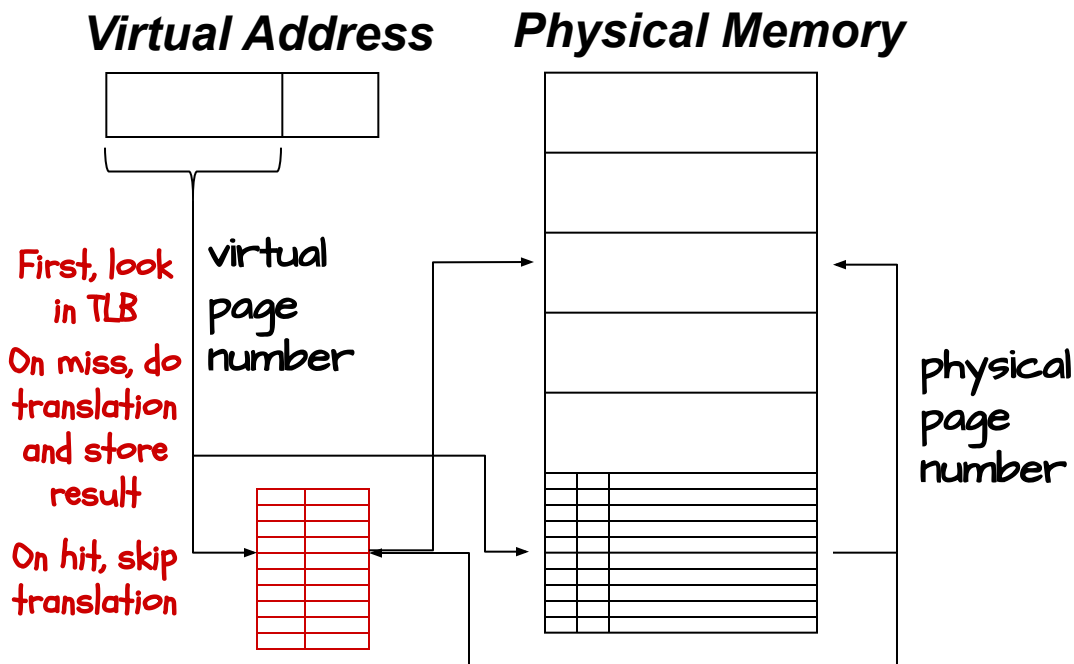 Virtual Address
Physical Memory
First, look
in TLB
On miss, do
translation
and store
result
On hit, skip
translation
virtual
page
number
physical
page
number